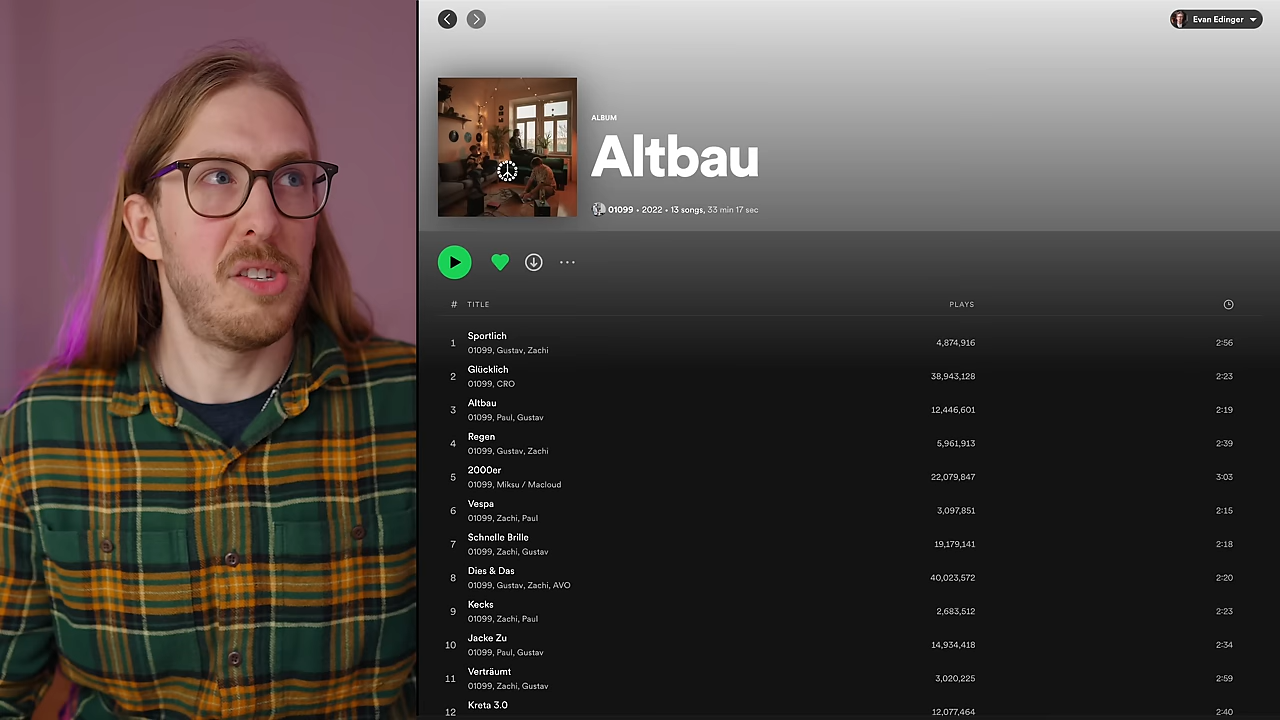 Evan Edinger
ALBUM
Altbau
01099 • 2022 • 13 songs, 33 min 17 sec
# TITLE PLAYS
1 Sportlich 4,874,916 2:56
01099, Gustav, Zachi
2 Glücklich 38,943,128 2:23
01099, CRO
3 Altbau 12,446,601 2:19
01099, Paul, Gustav
4 Regen 5,961,913 2:39
01099, Gustav, Zachi
5 2000er 22,079,847 3:03
01099, Miksu / Macloud
6 Vespa 3,097,851 2:15
01099, Zachi, Paul
7 Schnelle Brille 19,179,141 2:18
01099, Zachi, Gustav
8 Dies & Das 40,023,572 2:20
01099, Gustav, Zachi, AVO
9 Kecks 2,683,512 2:23
01099, Zachi, Paul
10 Jacke Zu 14,934,418 2:34
01099, Paul, Gustav
11 Verträumt 3,020,225 2:59
01099, Zachi, Gustav
12 Kreta 3.0 12,077,464 2:40